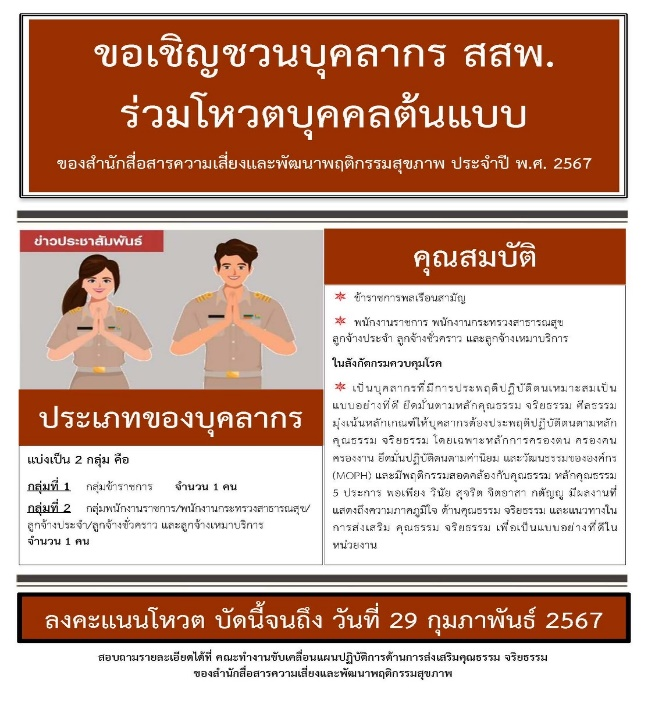 ขอเชิญชวนบุคลากร สสพ.
ร่วมโหวตบุคคลต้นแบบ
ของสำนักสื่อสารความเสี่ยงและพัฒนาพฤติกรรมสุขภาพ ประจำปี พ.ศ. 2567
ข่าวประชาสัมพันธ์
ประเภทของบุคลากร
แบ่งเป็น 2 กลุ่ม คือ
กลุ่มที่ 1 กลุ่มข้าราชการ จำนวน 1 คน
กลุ่มที่ 2 กลุ่มพนักงานราชการ/พนักงานกระทรวงสาธารณสุข/
ลูกจ้างประจำ/ลูกจ้างชั่วคราว และลูกจ้างเหมาบริการ
จำนวน 1 คน
คุณสมบัติ
ข้าราชการพลเรือนสามัญ
พนักงานราชการ พนักงานกระทรวงสาธารณสุข
ลูกจ้างประจำ ลูกจ้างชั่วคราว และลูกจ้างเหมาบริการ
ในสังกัดกรมควบคุมโรค
เป็นบุคลากรที่มีการประพฤติปฏิบัติตนเหมาะสมเป็น
แบบอย่างที่ดี ยึดมั่นตามหลักคุณธรรม จริยธรรม ศีลธรรม
มุ่งเน้นหลักเกณฑ์ให้บุคลากรต้องประพฤติปฏิบัติตนตามหลัก
คุณธรรม จริยธรรม โดยเฉพาะหลักการครองตน ครองคน
ครองงาน ยึดมั่นปฏิบัติตนตามค่านิยม และวัฒนธรรมขององค์กร
(MOPH) และมีพฤติกรรมสอดคล้องกับคุณธรรม หลักคุณธรรม
5 ประการ พอเพียง วินัย สุจริต จิตอาสา กตัญญู มีผลงานที่
แสดงถึงความภาคภูมิใจ ด้านคุณธรรม จริยธรรม และแนวทางใน
การส่งเสริม คุณธรรม จริยธรรม เพื่อเป็นแบบอย่างที่ดีใน
หน่วยงาน
ลงคะแนนโหวต บัดนี้จนถึง วันที่ 29 กุมภาพันธ์ 2567
สอบถามรายละเอียดได้ที่ คณะทำงานขับเคลื่อนแผนปฏิบัติการด้านการส่งเสริมคุณธรรม จริยธรรม
ของสำนักสื่อสารความเสี่ยงและพัฒนาพฤติกรรมสุขภาพ